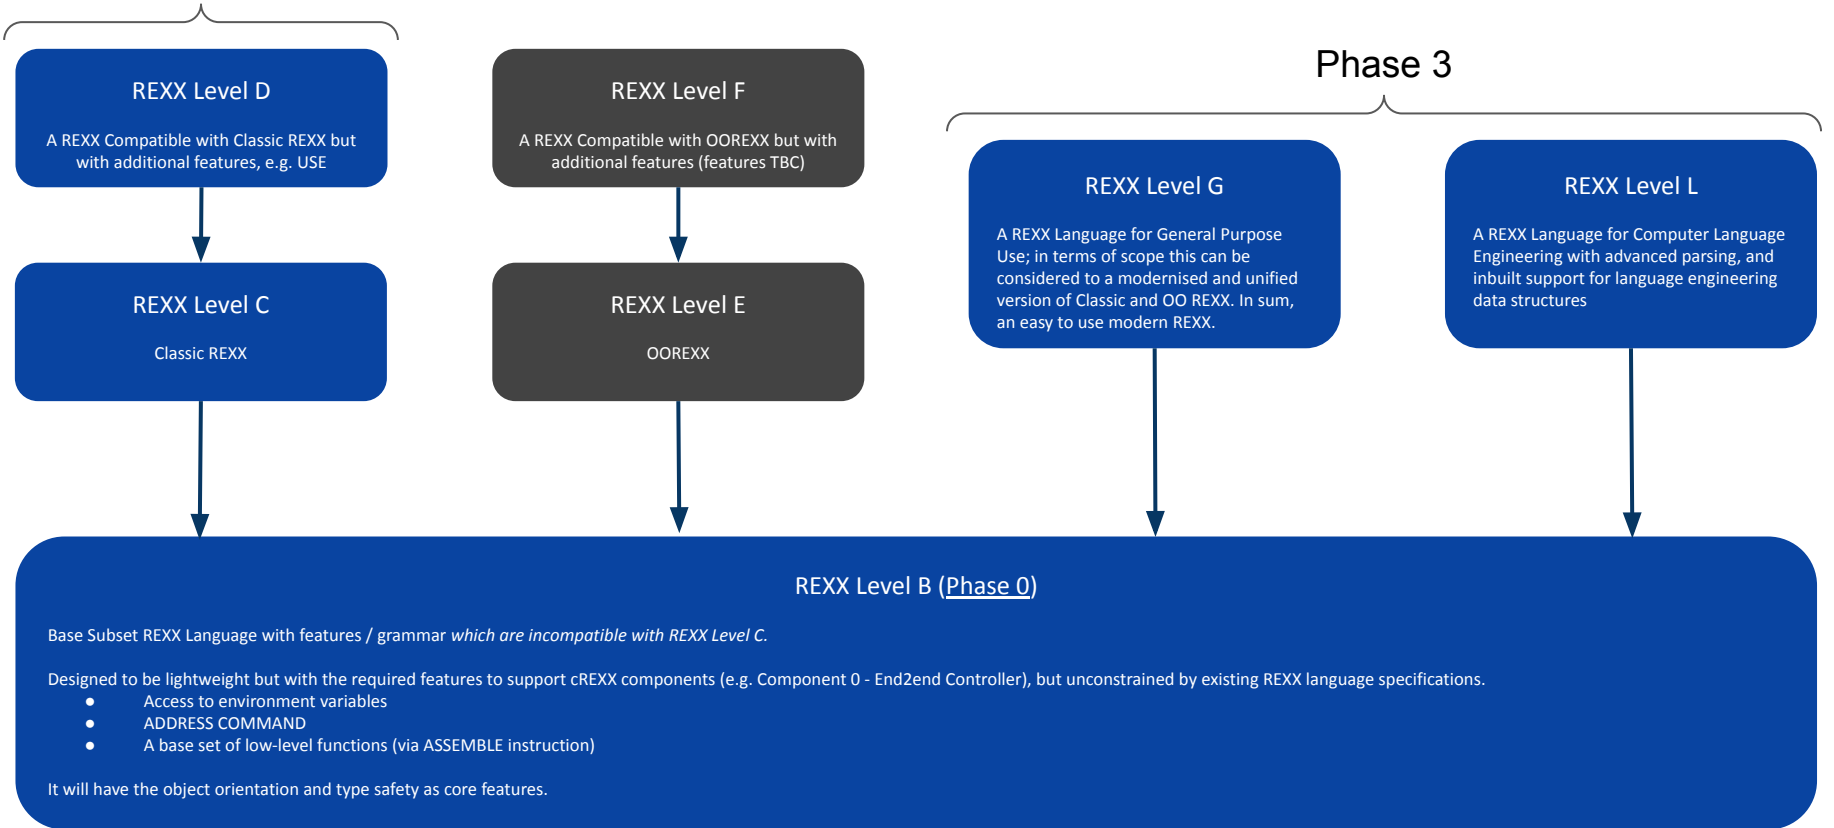 Phase 3
REXX Level D
A REXX Compatible with Classic REXX but
with additional features, e.g. USE
REXX Level F
A REXX Compatible with OOREXX but with
additional features (features TBC)
REXX Level G
A REXX Language for General Purpose
Use; in terms of scope this can be
considered to a modernised and unified
version of Classic and OO REXX. In sum,
an easy to use modern REXX.
REXX Level L
A REXX Language for Computer Language
Engineering with advanced parsing, and
inbuilt support for language engineering
data structures
REXX Level C
Classic REXX
REXX Level E
OOREXX
REXX Level B (Phase 0)
Base Subset REXX Language with features / grammar which are incompatible with REXX Level C.
Designed to be lightweight but with the required features to support cREXX components (e.g. Component 0 - End2end Controller), but unconstrained by existing REXX language specifications.
● Access to environment variables
● ADDRESS COMMAND
● A base set of low-level functions (via ASSEMBLE instruction)
It will have the object orientation and type safety as core features.